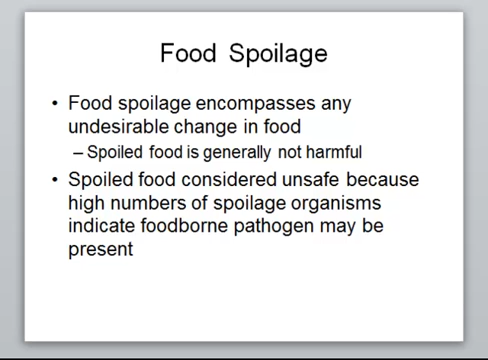 Food Spoilage
• Food spoilage encompasses any
undesirable change in food
– Spoiled food is generally not harmful
• Spoiled food considered unsafe because
high numbers of spoilage organisms
indicate foodborne pathogen may be
present